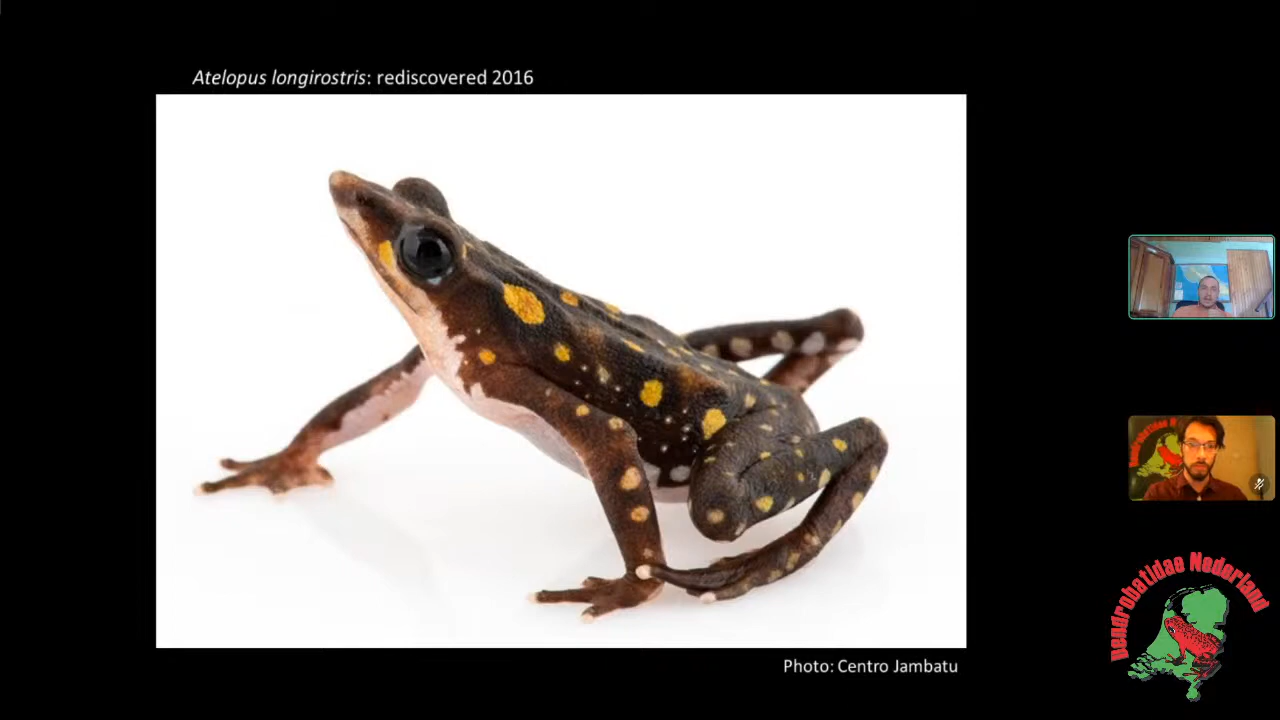 Atelopus longirostris: rediscovered 2016
Photo: Centro Jambatu
Dendrobatidae Nederland